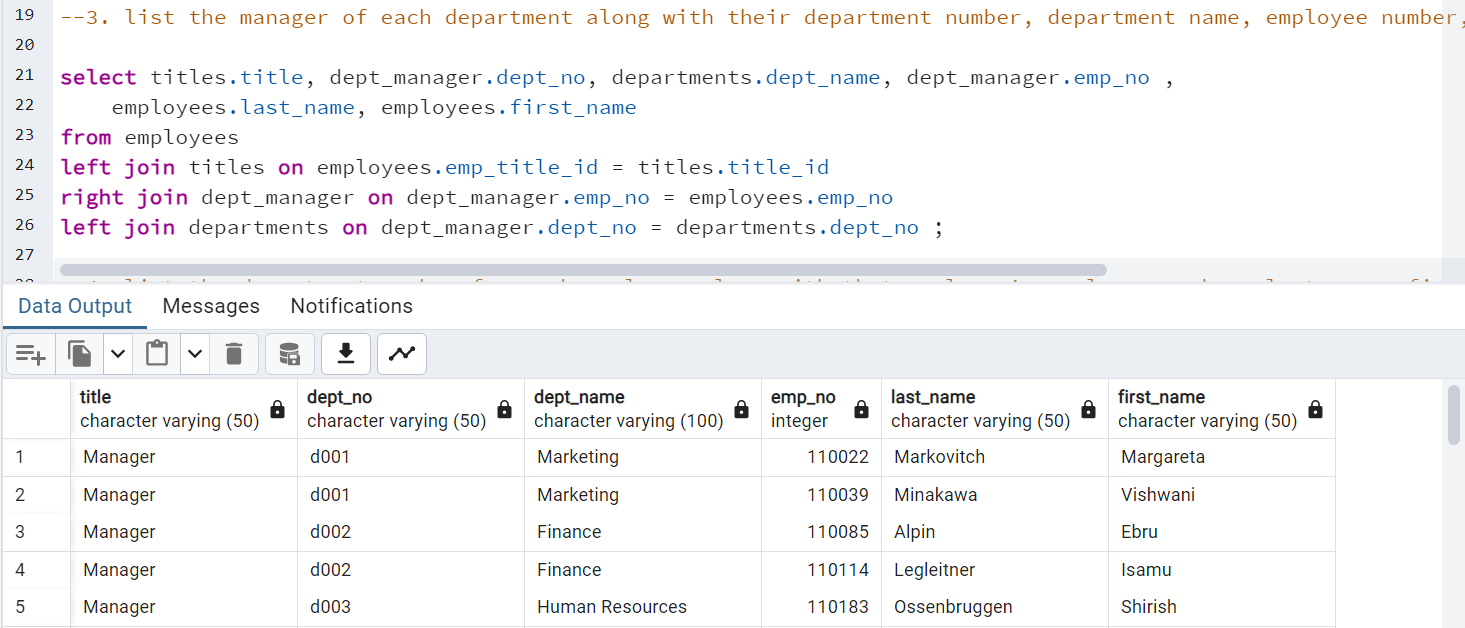 19 --3. list the manager of each department along with their department number, department name, employee number,
20
21 select titles.title, dept_manager.dept_no, departments.dept_name, dept_manager.emp_no ,
22 employees.last_name, employees.first_name
23 from employees
24 left join titles on employees.emp_title_id = titles.title_id
25 right join dept_manager on dept_manager.emp_no = employees.emp_no
26 left join departments on dept_manager.dept_no = departments.dept_no ;
27
Data Output Messages Notifications
title dept_no dept_name emp_no last_name first_name
character varying (50) character varying (50) character varying (100) integer character varying (50) character varying (50)
1 Manager d001 Marketing 110022 Markovitch Margareta
2 Manager d001 Marketing 110039 Minakawa Vishwani
3 Manager d002 Finance 110085 Alpin Ebru
4 Manager d002 Finance 110114 Legleitner Isamu
5 Manager d003 Human Resources 110183 Ossenbruggen Shirish